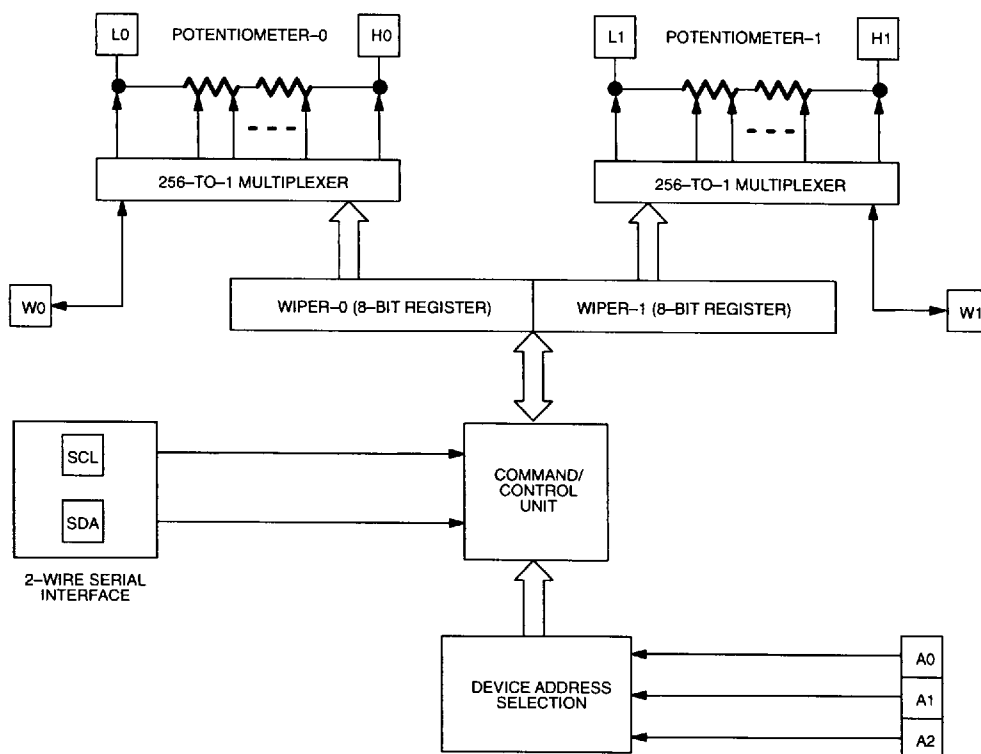 L0
POTENTIOMETER–0
H0
L1
POTENTIOMETER–1
H1
256–TO–1 MULTIPLEXER
256–TO–1 MULTIPLEXER
W0
WIPER–0 (8–BIT REGISTER)
WIPER–1 (8–BIT REGISTER)
W1
SCL
SDA
COMMAND/
CONTROL
UNIT
2–WIRE SERIAL
INTERFACE
DEVICE ADDRESS
SELECTION
A0
A1
A2